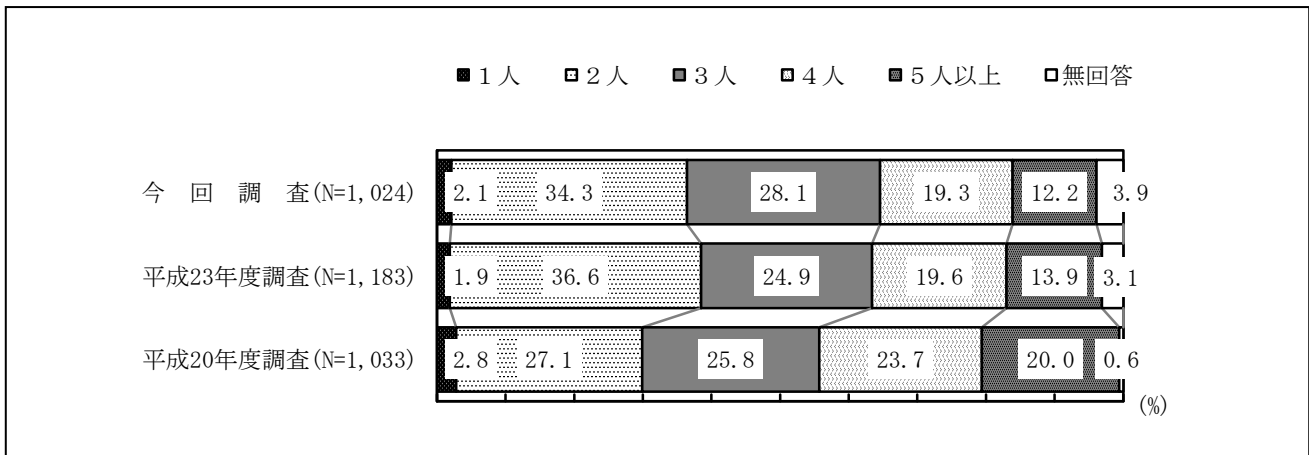 ■１人 □２人 ■３人 □４人 ■５人以上 □無回答
今 回 調 査(N=1,024) 2.1 34.3 28.1 19.3 12.2 3.9
平成23年度調査(N=1,183) 1.9 36.6 24.9 19.6 13.9 3.1
平成20年度調査(N=1,033) 2.8 27.1 25.8 23.7 20.0 0.6
(%)